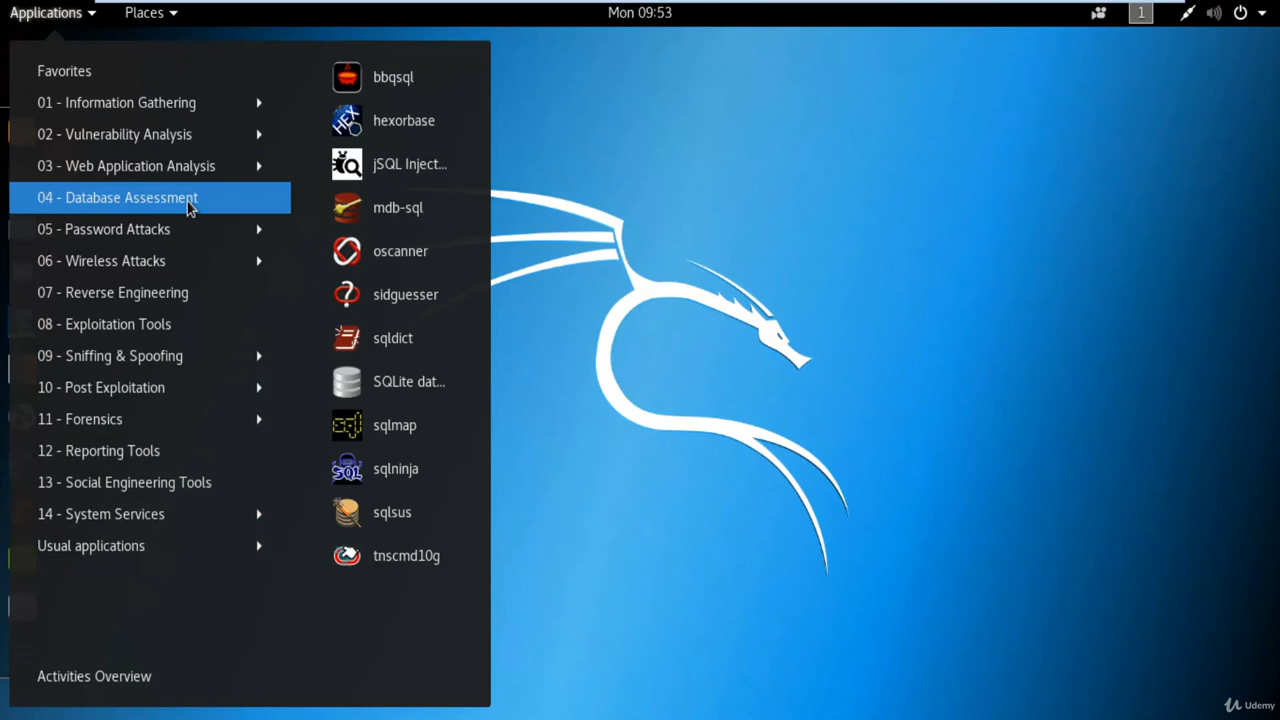 Applications Places Mon 09:53 1
Favorites
01 - Information Gathering
02 - Vulnerability Analysis
03 - Web Application Analysis
04 - Database Assessment
05 - Password Attacks
06 - Wireless Attacks
07 - Reverse Engineering
08 - Exploitation Tools
09 - Sniffing & Spoofing
10 - Post Exploitation
11 - Forensics
12 - Reporting Tools
13 - Social Engineering Tools
14 - System Services
Usual applications
Activities Overview
bbqsql
HEX
hexorbase
jSQL Inject...
mdb-sql
oscanner
sidguesser
sqldict
SQLite dat...
sql
sqlmap
SQL
sqlninja
sqlsus
tnscmd10g
Udemy